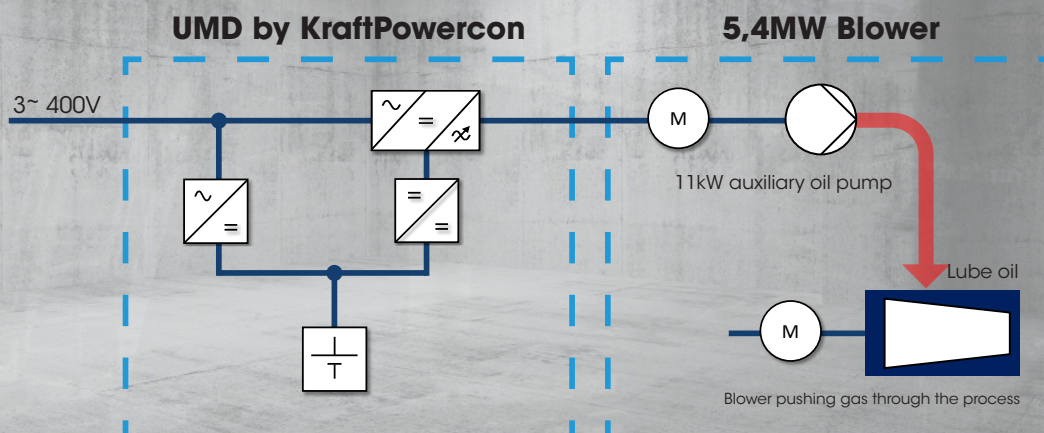 UMD by KraftPowercon
5,4MW Blower
3~ 400V
~
=
~
M
11kW auxiliary oil pump
~
=
=
=
Lube oil
M
Blower pushing gas through the process